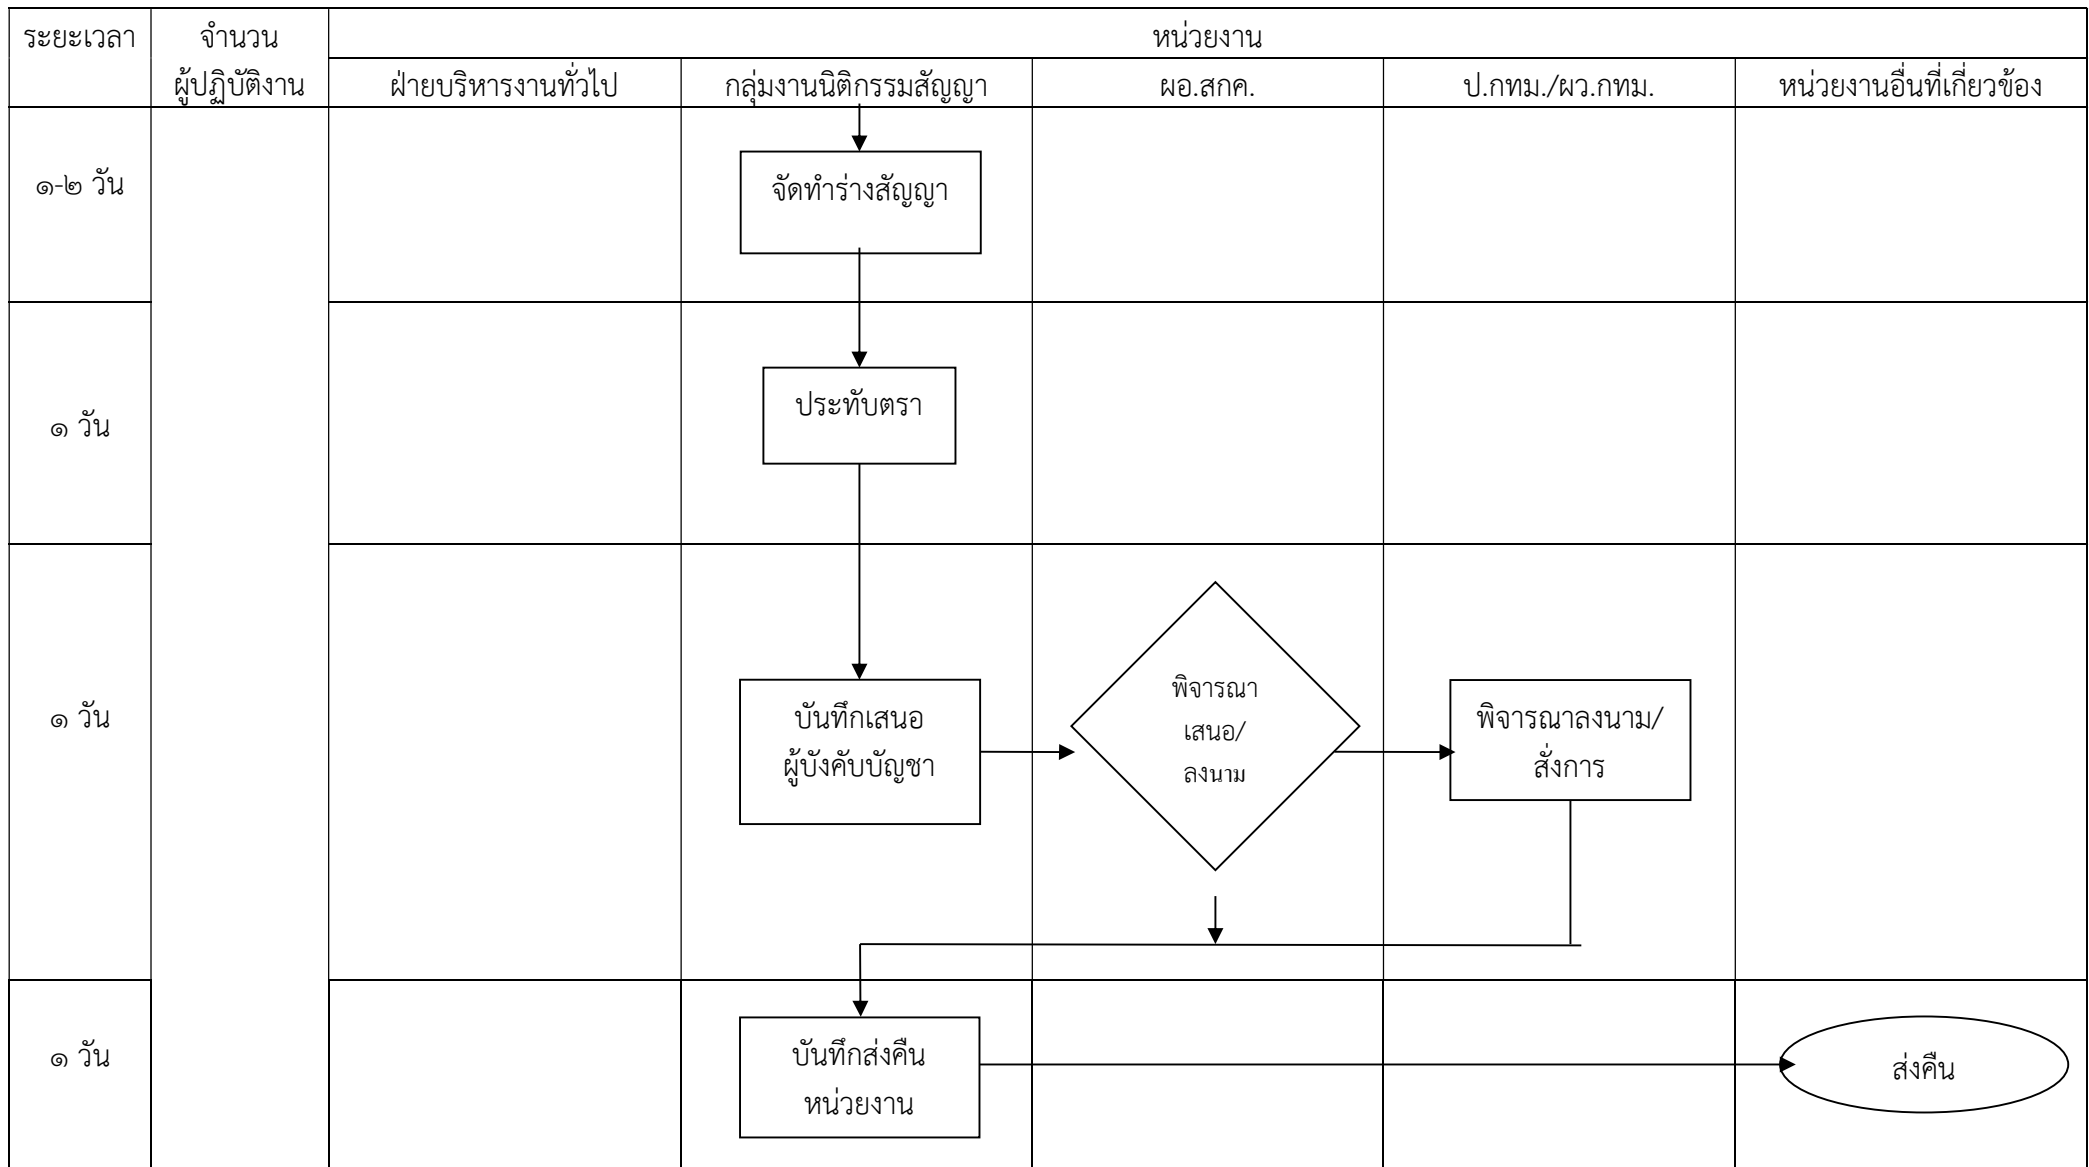 ระยะเวลา
จำนวน
ผู้ปฏิบัติงาน
หน่วยงาน
ฝ่ายบริหารงานทั่วไป
กลุ่มงานนิติกรรมสัญญา
ผอ.สกค.
ป.กทม./ผว.กทม.
หน่วยงานอื่นที่เกี่ยวข้อง
๑-๒ วัน
จัดทำร่างสัญญา
๑ วัน
ประทับตรา
๑ วัน
บันทึกเสนอ
ผู้บังคับบัญชา
พิจารณา
เสนอ/
ลงนาม
พิจารณาลงนาม/
สั่งการ
๑ วัน
บันทึกส่งคืน
หน่วยงาน
ส่งคืน